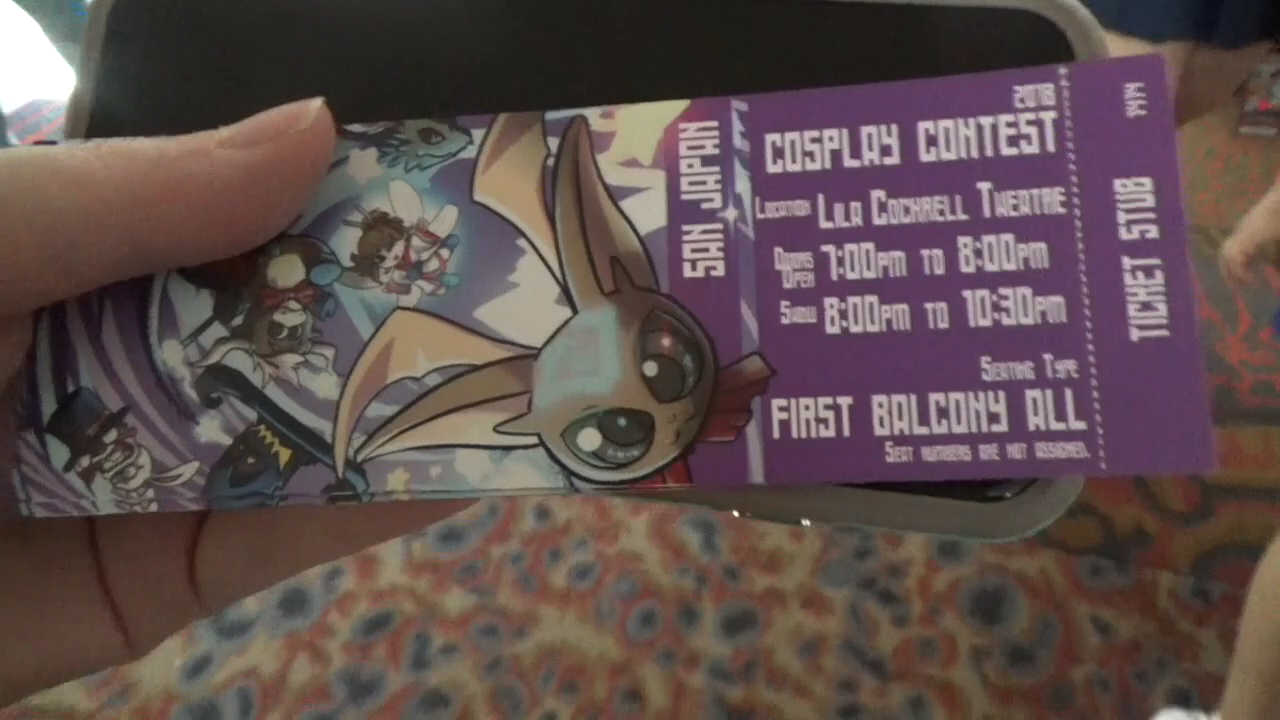 SAN JAPAN
2018
COSPLAY CONTEST
LOCATION LILA COCKRELL THEATRE
DOORS OPEN 7:00PM TO 8:00PM
SHOW 8:00PM TO 10:30PM
SEATING TYPE
FIRST BALCONY ALL
SEAT NUMBERS ARE NOT ASSIGNED.
TICKET STUB